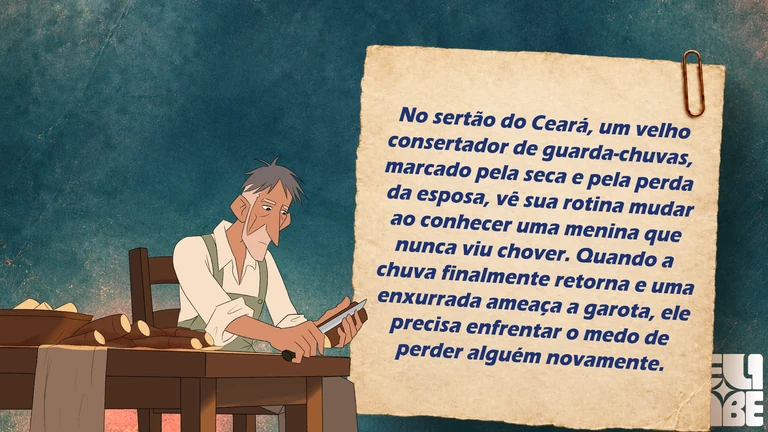 No sertão do Ceará, um velho
consertador de guarda-chuvas,
marcado pela seca e pela perda
da esposa, vê sua rotina mudar
ao conhecer uma menina que
nunca viu chover. Quando a
chuva finalmente retorna e uma
enxurrada ameaça a garota, ele
precisa enfrentar o medo de
perder alguém novamente.